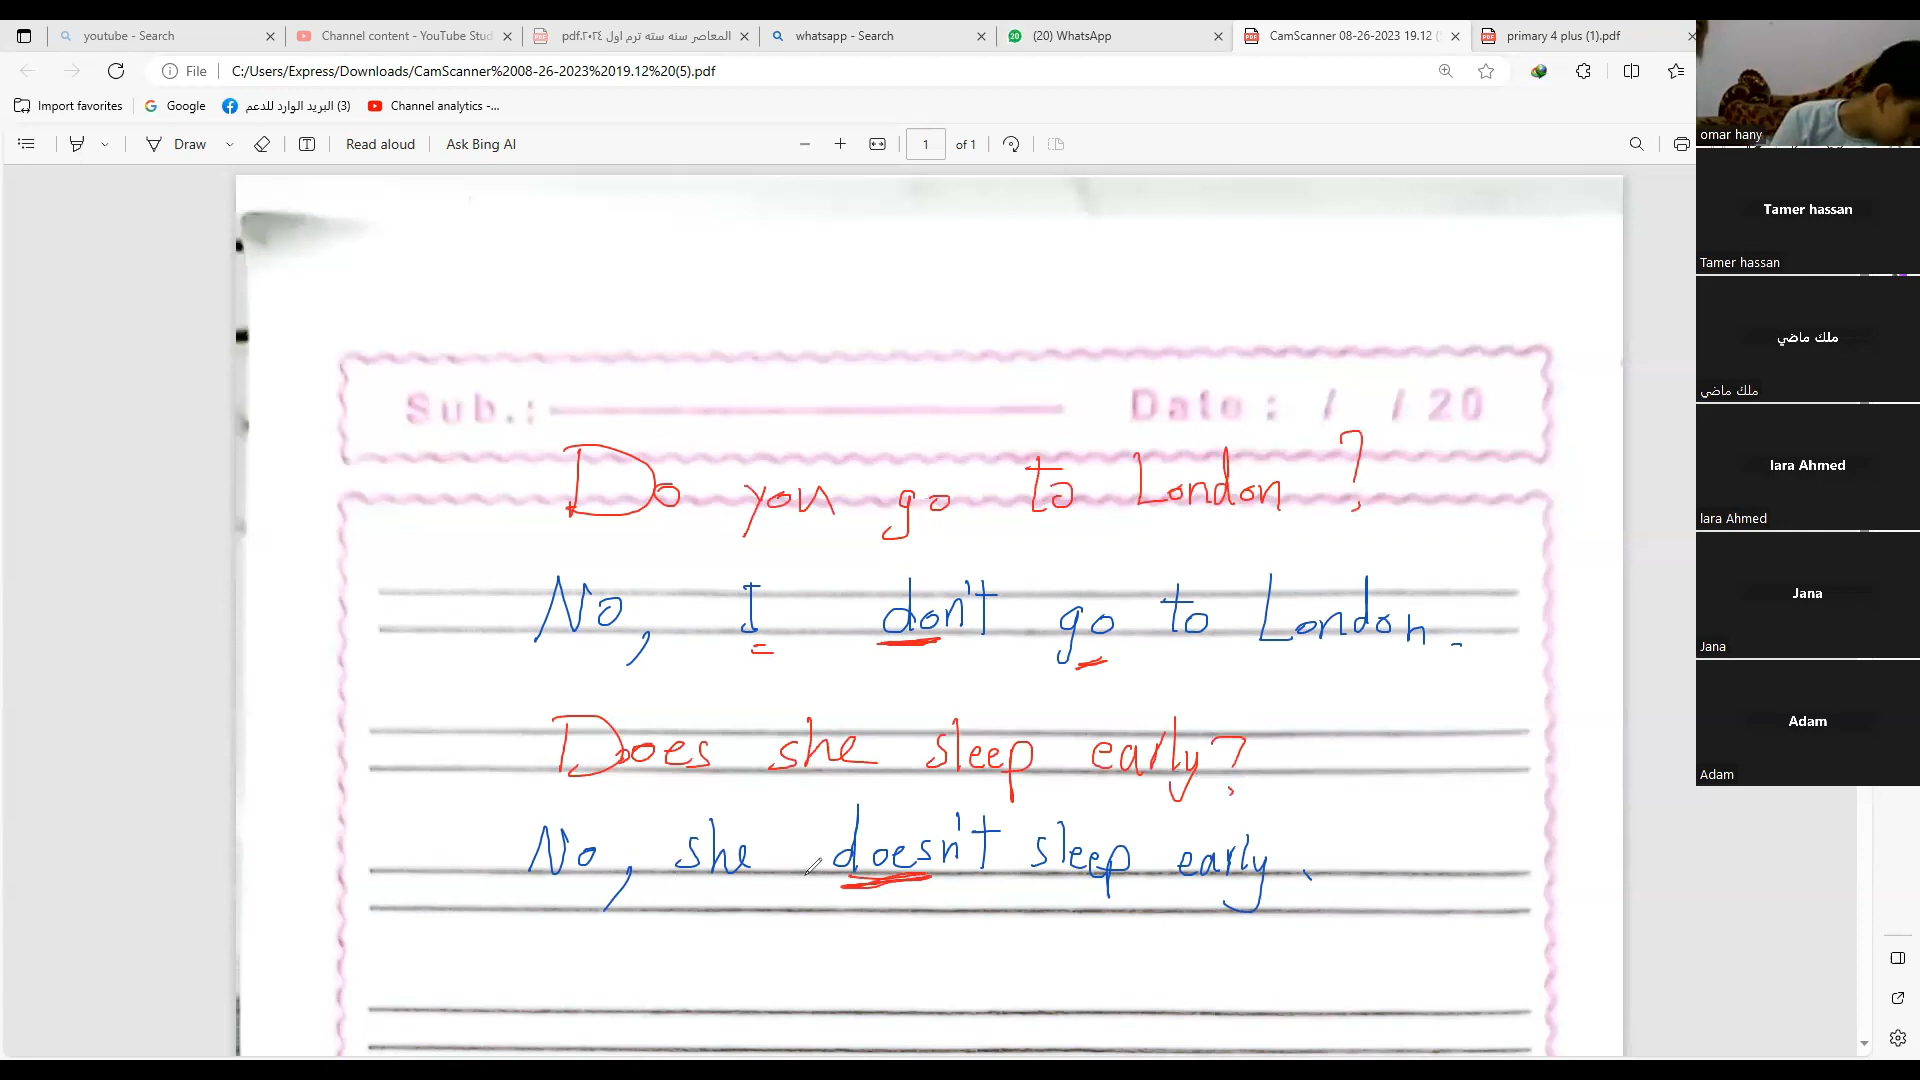 youtube - Search
Channel content - YouTube Stud
المعاصر سنه سته ترم اول ٢٠٢٤.pdf
whatsapp - Search
(20) WhatsApp
CamScanner 08-26-2023 19.12 (
primary 4 plus (1).pdf
File
C:/Users/Express/Downloads/CamScanner%2008-26-2023%2019.12%20(5).pdf
Import favorites
Google
(3) البريد الوارد للدعم
Channel analytics -...
Draw
Read aloud
Ask Bing AI
1 of 1
Sub.: Date: / /20
Do you go to London ?
No, I don't go to London.
Does she sleep early?
No, she doesn't sleep early.
omar hany
Tamer hassan
Tamer hassan
ملك ماضي
ملك ماضي
lara Ahmed
lara Ahmed
Jana
Jana
Adam
Adam